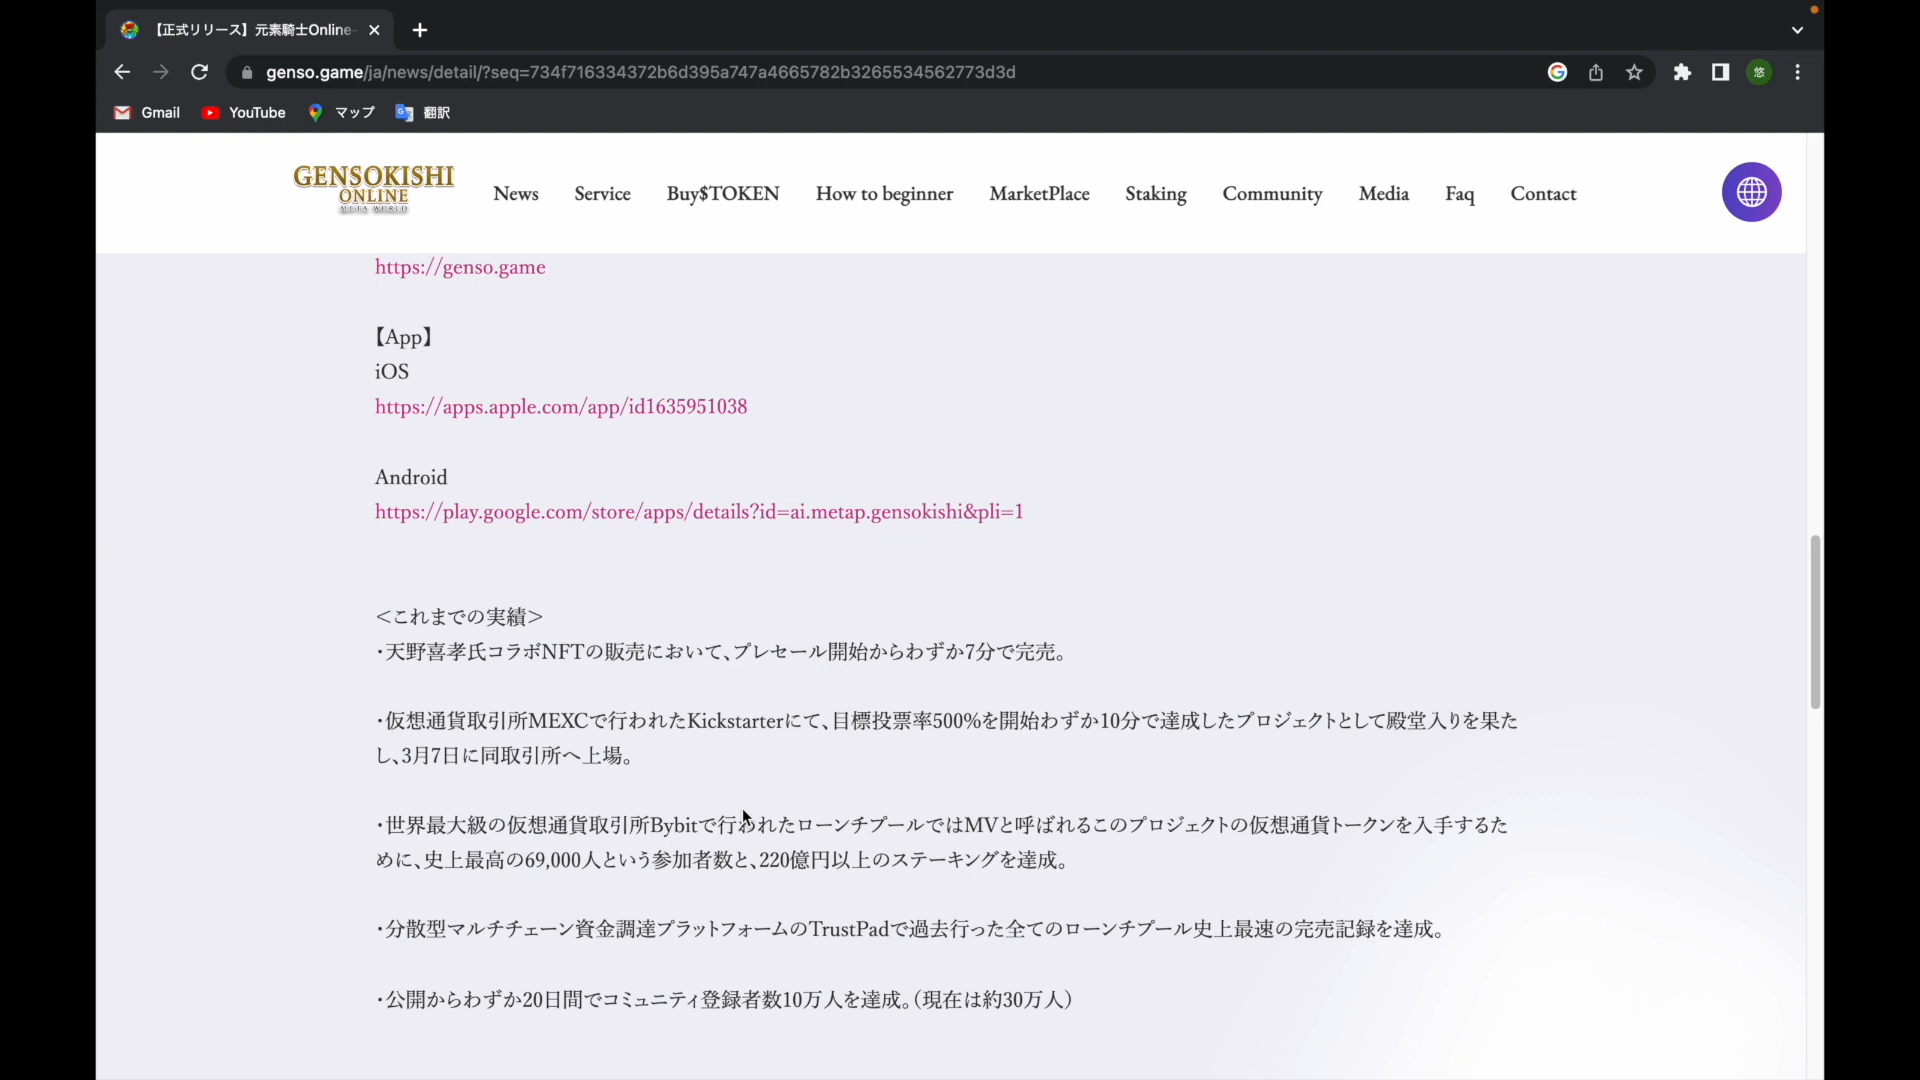 【正式リリース】元素騎士Online-
genso.game/ja/news/detail/?seq=734f716334372b6d395a747a4665782b3265534562773d3d
悠
Gmail YouTube マップ 翻訳
GENSOKISHI
ONLINE
META WORLD
News Service Buy$TOKEN How to beginner MarketPlace Staking Community Media Faq Contact
https://genso.game
【App】
iOS
https://apps.apple.com/app/id1635951038
Android
https://play.google.com/store/apps/details?id=ai.metap.gensokishi&pli=1
＜これまでの実績＞
・天野喜孝氏コラボNFTの販売において、プレセール開始からわずか7分で完売。
・仮想通貨取引所MEXCで行われたKickstarterにて、目標投票率500%を開始わずか10分で達成したプロジェクトとして殿堂入りを果た
し、3月7日に同取引所へ上場。
・世界最大級の仮想通貨取引所Bybitで行われたローンチプールではMVと呼ばれるこのプロジェクトの仮想通貨トークンを入手するた
めに、史上最高の69,000人という参加者数と、220億円以上のステーキングを達成。
・分散型マルチチェーン資金調達プラットフォームのTrustPadで過去行った全てのローンチプール史上最速の完売記録を達成。
・公開からわずか20日間でコミュニティ登録者数10万人を達成。（現在は約30万人）